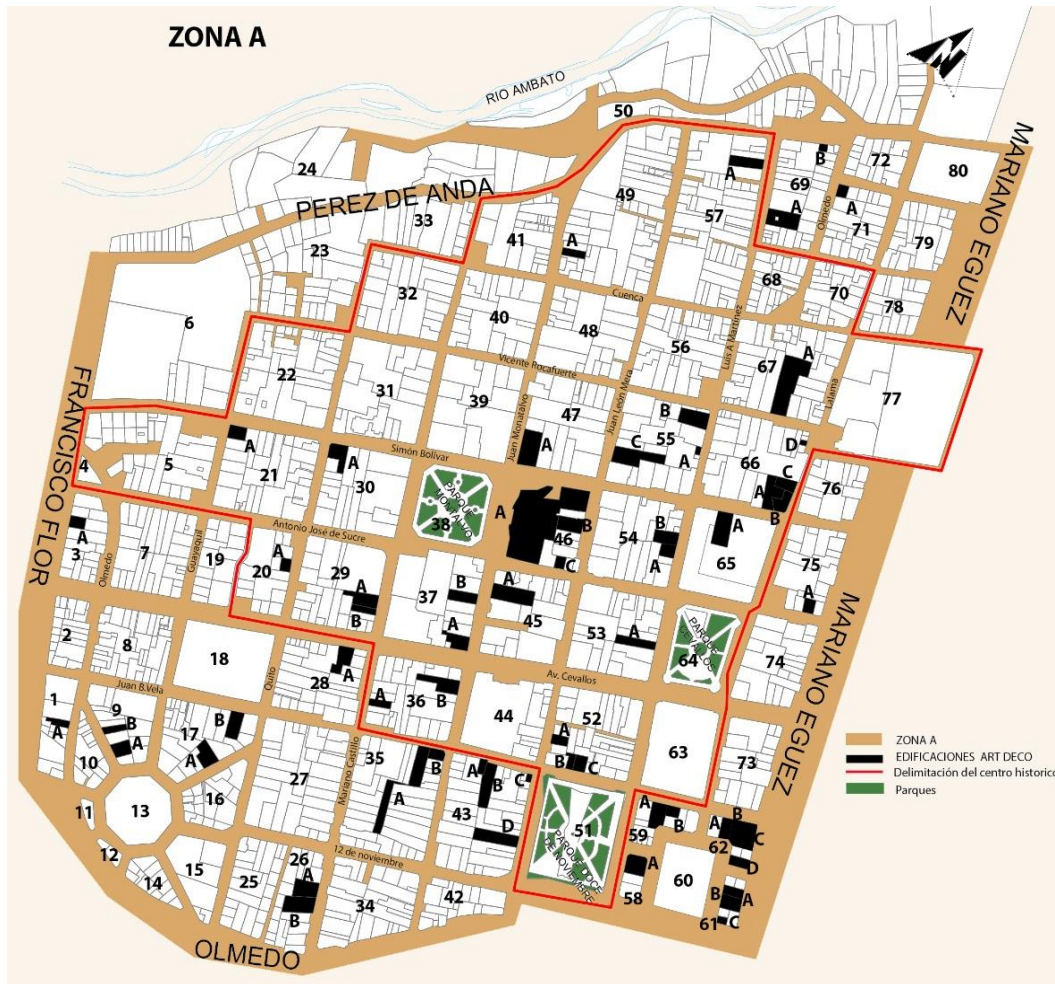 ZONA A
RIO AMBATO
50
24
PEREZ DE ANDA
MARIANO EGUEZ
B
72
80
A
69
49
33
57
A
Olmedo
A
71
79
23
41
A
68
70
78
32
Cuenca
6
40
48
Luis A Martinez
56
67
A
22
Vicente Rocafuerte
31
Lalama
77
39
Juan Monatalvo
47
Juan León Mera
B
55
C
A
D
FRANCISCO FLOR
A
Simón Bolivar
A
66
C
4
5
21
A
30
PARQUE MONTALVO
38
A
76
A
B
46
B
54
A
B
65
3
A
Antonio José de Sucre
C
7
Guayaquil
19
20
A
29
A
75
Olmedo
A
B
37
B
A
45
A
53
A
PARQUE CEVALLOS
64
74
2
8
18
A
MARIANO EGUEZ
Juan B.Vela
Quito
28
A
Av. Cevallos
1
A
9
B
A
17
B
A
A
36
B
44
52
A
B
C
63
73
10
Mariano Castillo
35
B
A
A
B
C
43
D
11
13
16
27
51
PARQUE DOCE DE NOVIEMBRE
A
B
59
A
B
C
62
D
12
12 de noviembre
26
A
A
14
15
25
B
34
42
58
60
B
A
61
C
OLMEDO
ZONA A
EDIFICACIONES ART DECO
Delimitación del centro historico
Parques